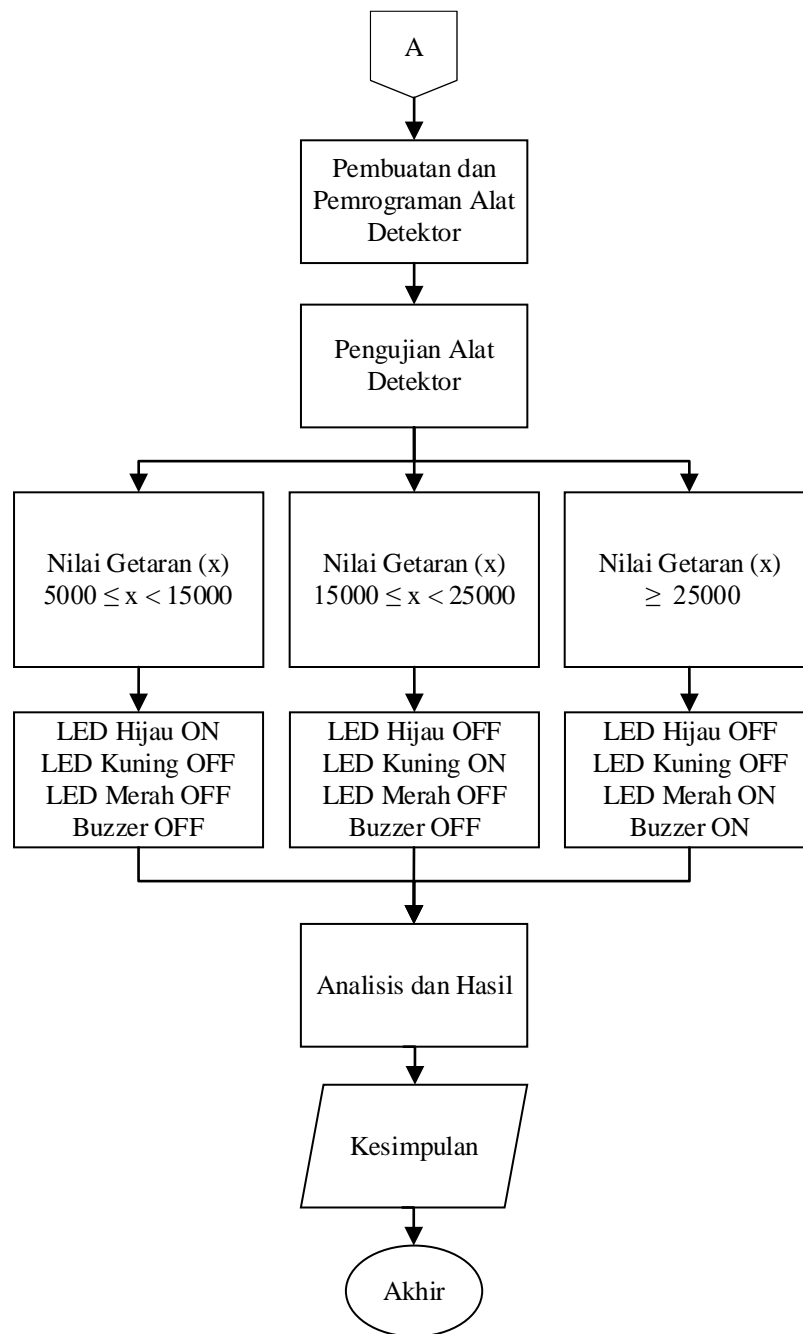 A
Pembuatan dan
Pemrograman Alat
Detektor
Pengujian Alat
Detektor
Nilai Getaran (x)
5000 ≤ x < 15000
Nilai Getaran (x)
15000 ≤ x < 25000
Nilai Getaran (x)
≥ 25000
LED Hijau ON
LED Kuning OFF
LED Merah OFF
Buzzer OFF
LED Hijau OFF
LED Kuning ON
LED Merah OFF
Buzzer OFF
LED Hijau OFF
LED Kuning OFF
LED Merah ON
Buzzer ON
Analisis dan Hasil
Kesimpulan
Akhir